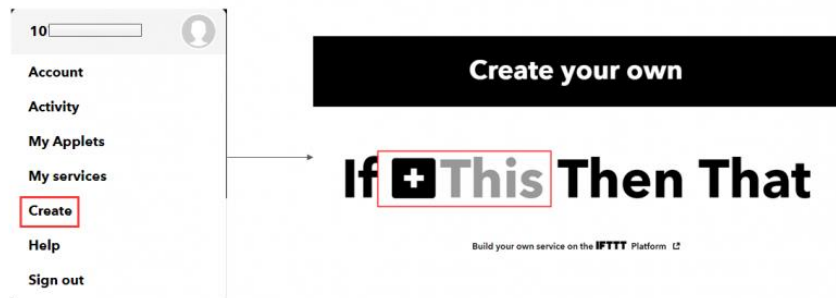 10
Account
Activity
My Applets
My services
Create
Help
Sign out
Create your own
If This Then That
Build your own service on the IFTTT Platform